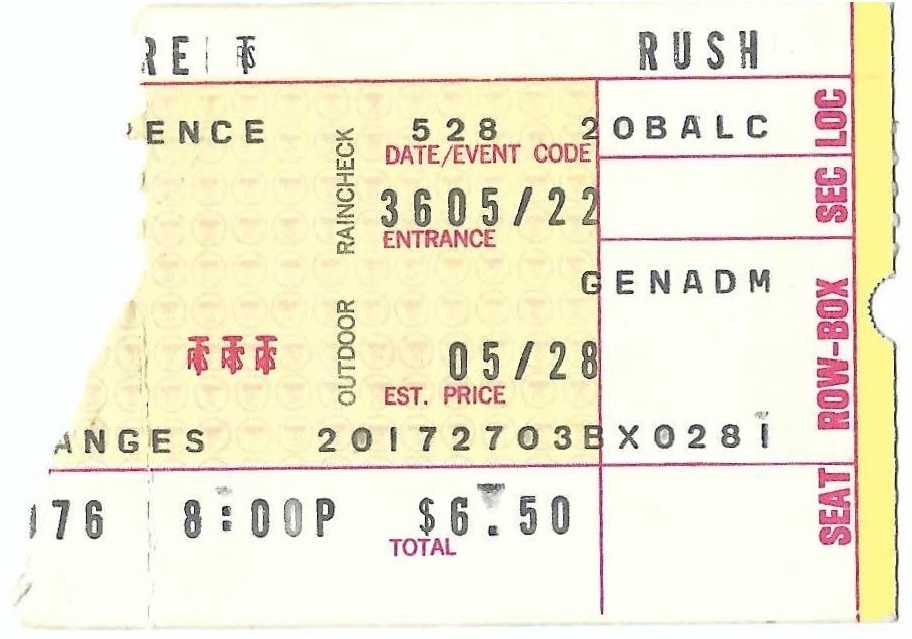 RE RUSH
ENCE 528 20BALC
DATE/EVENT CODE
3605/22
ENTRANCE
GENADM
05/28
EST. PRICE
ANGES 20172703BX0281
76 8:00P $6.50
TOTAL
OUTDOOR RAINCHECK
LOC
SEC
ROW-BOX
SEAT